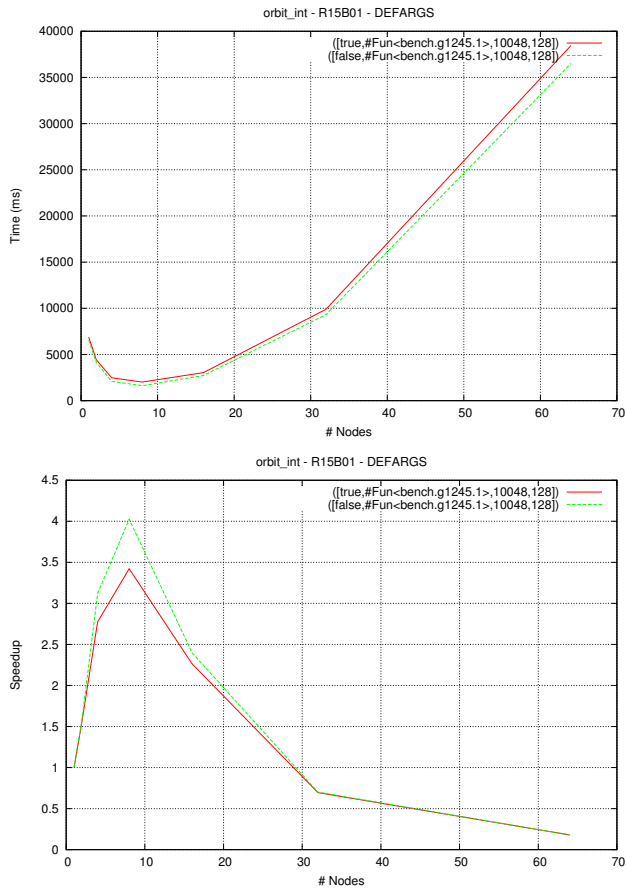 orbit_int - R15B01 - DEFARGS
([true,#Fun<bench.g1245.1>,10048,128])
([false,#Fun<bench.g1245.1>,10048,128])
40000
35000
30000
25000
20000
15000
10000
5000
0
Time (ms)
0 10 20 30 40 50 60 70
# Nodes
orbit_int - R15B01 - DEFARGS
([true,#Fun<bench.g1245.1>,10048,128])
([false,#Fun<bench.g1245.1>,10048,128])
4.5
4
3.5
3
2.5
2
1.5
1
0.5
0
Speedup
0 10 20 30 40 50 60 70
# Nodes